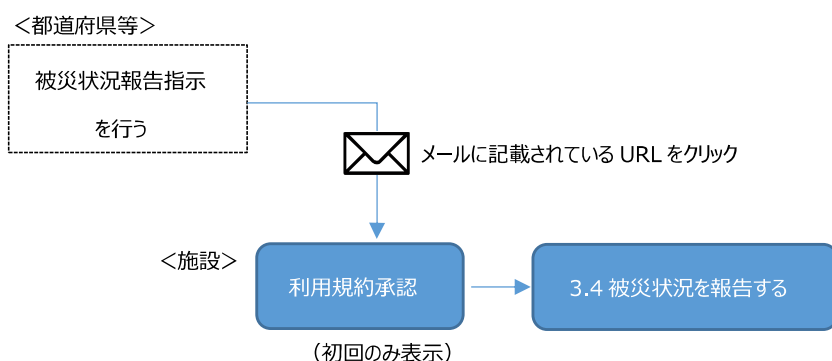 ＜都道府県等＞
被災状況報告指示
を行う
メールに記載されている URL をクリック
＜施設＞
利用規約承認
3.4 被災状況を報告する
（初回のみ表示）